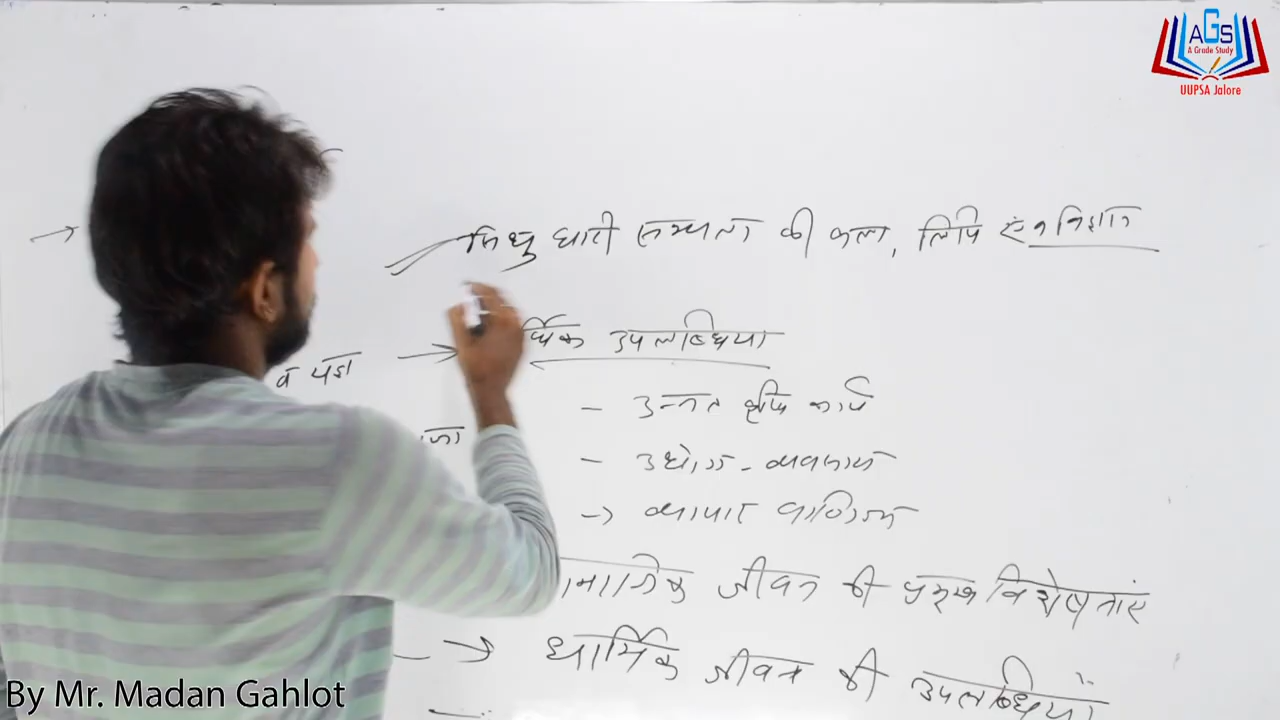 AGS
A Grade Study
UUPSA Jalore
सिंधु घाटी सभ्यता की कला, लिपि एंव विज्ञान
र्थिक उपलब्धिया
व पंजा
- उन्नत कृषि कार्य
जा
- उद्योग - व्यवसाय
→ व्यापार वाणिज्य
माजिक जीवन की प्रमुख विशेषताएं
→ धार्मिक जीवन की उपलब्धियाँ
By Mr. Madan Gahlot